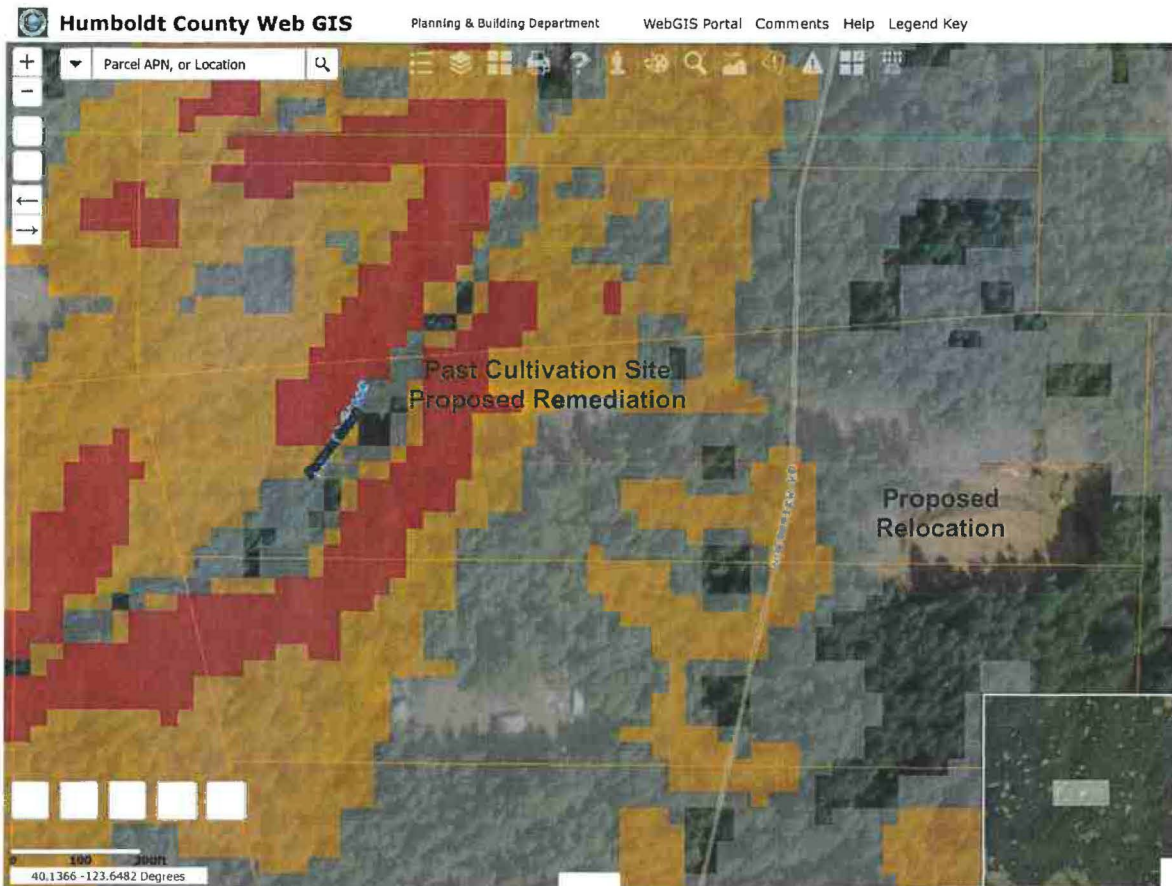 Humboldt County Web GIS
Planning & Building Department
WebGIS Portal Comments Help Legend Key
Parcel APN, or Location
Past Cultivation Site
Proposed Remediation
Proposed
Relocation
0 100 200ft
40.1366 -123.6482 Degrees